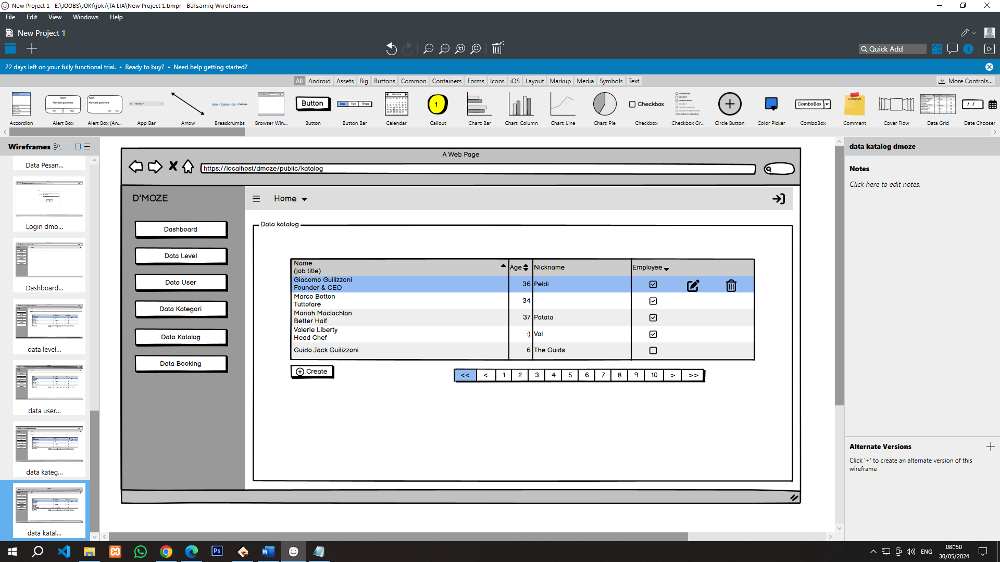 New Project 1 - E:\JOOBS\JOKI\joki\TA LIA\New Project 1.bmpr - Balsamiq Wireframes
File Edit View Windows Help
New Project 1
Quick Add
22 days left on your fully functional trial. • Ready to buy? • Need help getting started?
All Android Assets Big Buttons Common Containers Forms Icons iOS Layout Markup Media Symbols Text More Controls...
Accordion Alert Box Alert Box (An... App Bar Arrow Breadcrumbs Browser Win... Button Button Bar Calendar Callout Chart: Bar Chart: Column Chart: Line Chart: Pie Checkbox Checkbox Gr... Circle Button Color Picker ComboBox Comment Cover Flow Data Grid Date Chooser
Wireframes
Data Pesan...
Login dmo...
Dashboard...
data level...
data user...
data kateg...
data katal...
A Web Page
https://localhost/dmoze/public/katalog
D'MOZE
Home
Dashboard
Data Level
Data User
Data Kategori
Data Katalog
Data Booking
Data katalog
Name
(job title) Age Nickname Employee
Giacomo Guilizzoni
Founder & CEO 36 Peldi
Marco Botton
Tuttofare 34
Mariah Maclachlan
Better Half 37 Patata
Valerie Liberty
Head Chef :) Val
Guido Jack Guilizzoni 6 The Guids
Create
<< < 1 2 3 4 5 6 7 8 9 10 > >>
data katalog dmoze
Notes
Click here to edit notes.
Alternate Versions
Click '+' to create an alternate version of this
wireframe
ENG
08:50
30/05/2024